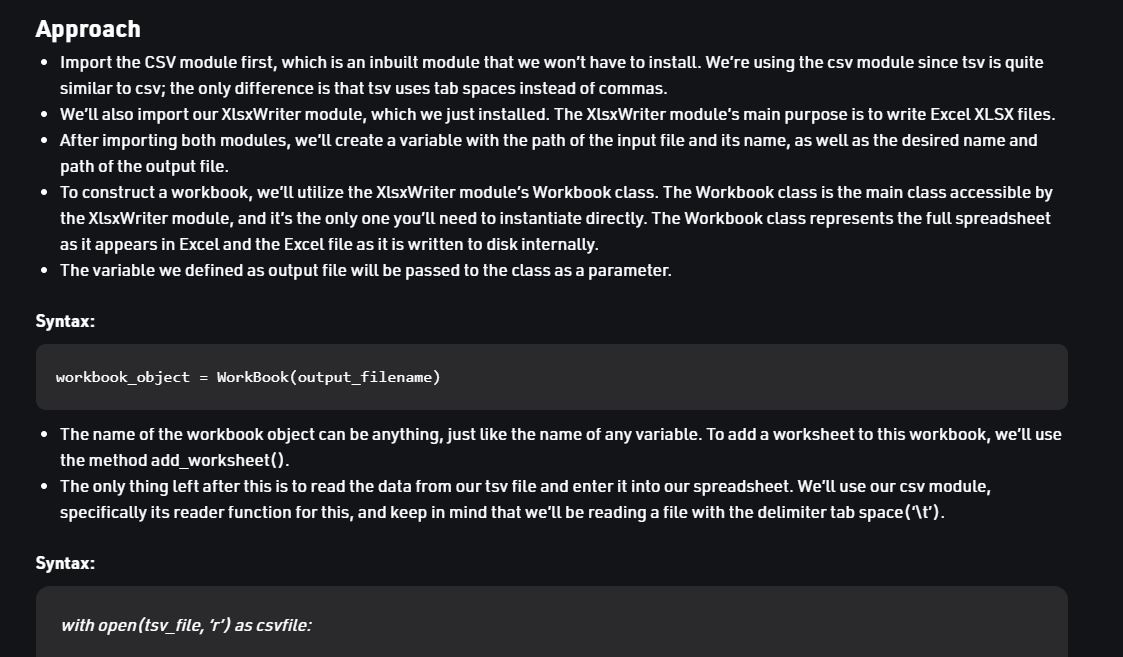 Approach
• Import the CSV module first, which is an inbuilt module that we won’t have to install. We’re using the csv module since tsv is quite
similar to csv; the only difference is that tsv uses tab spaces instead of commas.
• We’ll also import our XlsxWriter module, which we just installed. The XlsxWriter module’s main purpose is to write Excel XLSX files.
• After importing both modules, we’ll create a variable with the path of the input file and its name, as well as the desired name and
path of the output file.
• To construct a workbook, we’ll utilize the XlsxWriter module’s Workbook class. The Workbook class is the main class accessible by
the XlsxWriter module, and it’s the only one you’ll need to instantiate directly. The Workbook class represents the full spreadsheet
as it appears in Excel and the Excel file as it is written to disk internally.
• The variable we defined as output file will be passed to the class as a parameter.
Syntax:
workbook_object = WorkBook(output_filename)
• The name of the workbook object can be anything, just like the name of any variable. To add a worksheet to this workbook, we’ll use
the method add_worksheet().
• The only thing left after this is to read the data from our tsv file and enter it into our spreadsheet. We’ll use our csv module,
specifically its reader function for this, and keep in mind that we’ll be reading a file with the delimiter tab space(‘\t’).
Syntax:
with open(tsv_file, ‘r’) as csvfile: